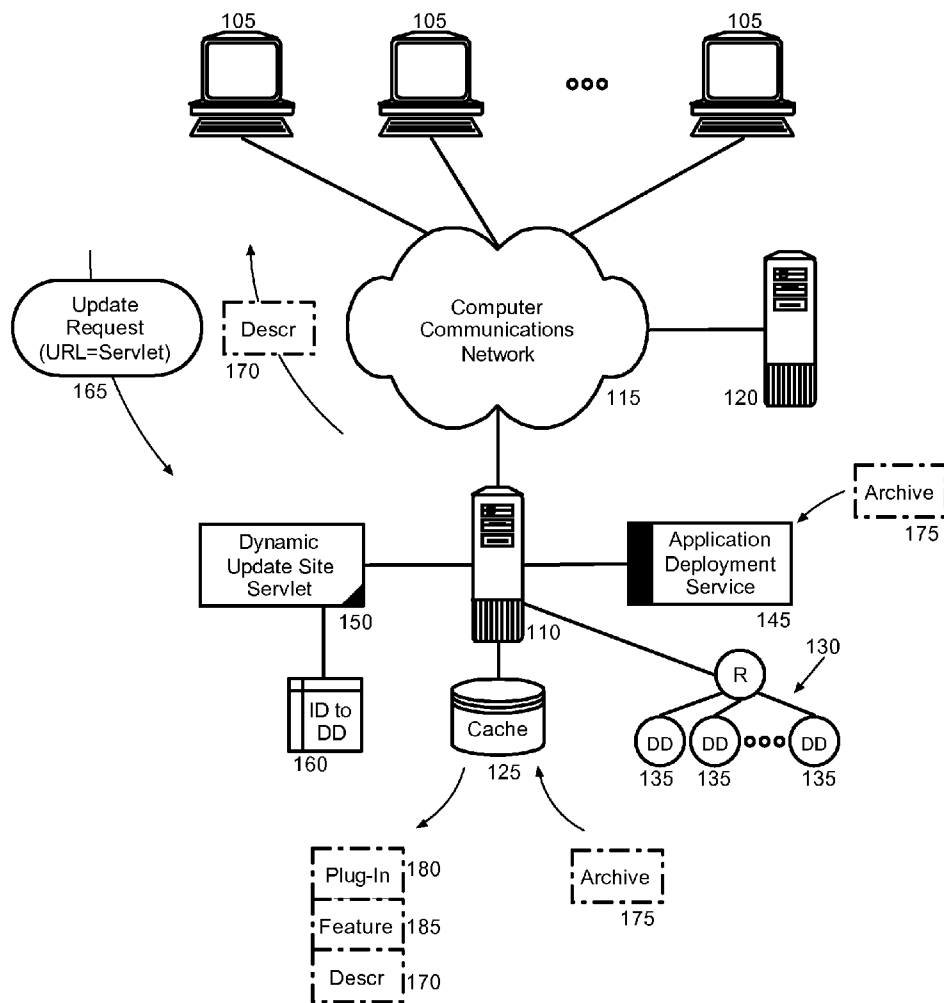 105
105
105
Update
Request
(URL=Servlet)
165
Descr
170
Computer
Communications
Network
115
120
Archive
175
Dynamic
Update Site
Servlet
150
110
Application
Deployment
Service
145
130
R
ID to
DD
160
Cache
125
DD
DD
DD
135
135
135
Plug-In
180
Feature
185
Descr
170
Archive
175